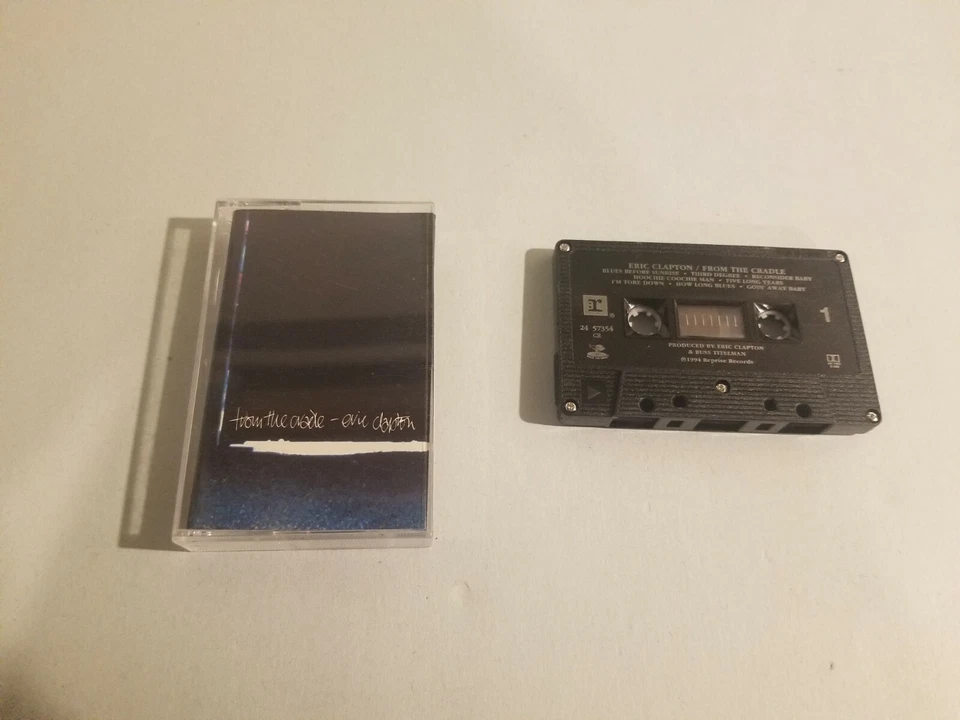 from the cradle - eric clapton
ERIC CLAPTON / FROM THE CRADLE
BLUES BEFORE SUNRISE • THIRD DEGREE • RECONSIDER BABY
HOOCHIE COOCHIE MAN • FIVE LONG YEARS
I'M TORE DOWN • HOW LONG BLUES • GOIN' AWAY BABY
R
®
1
24 57354
CR
PRODUCED BY ERIC CLAPTON
& RUSS TITELMAN
℗1994 Reprise Records